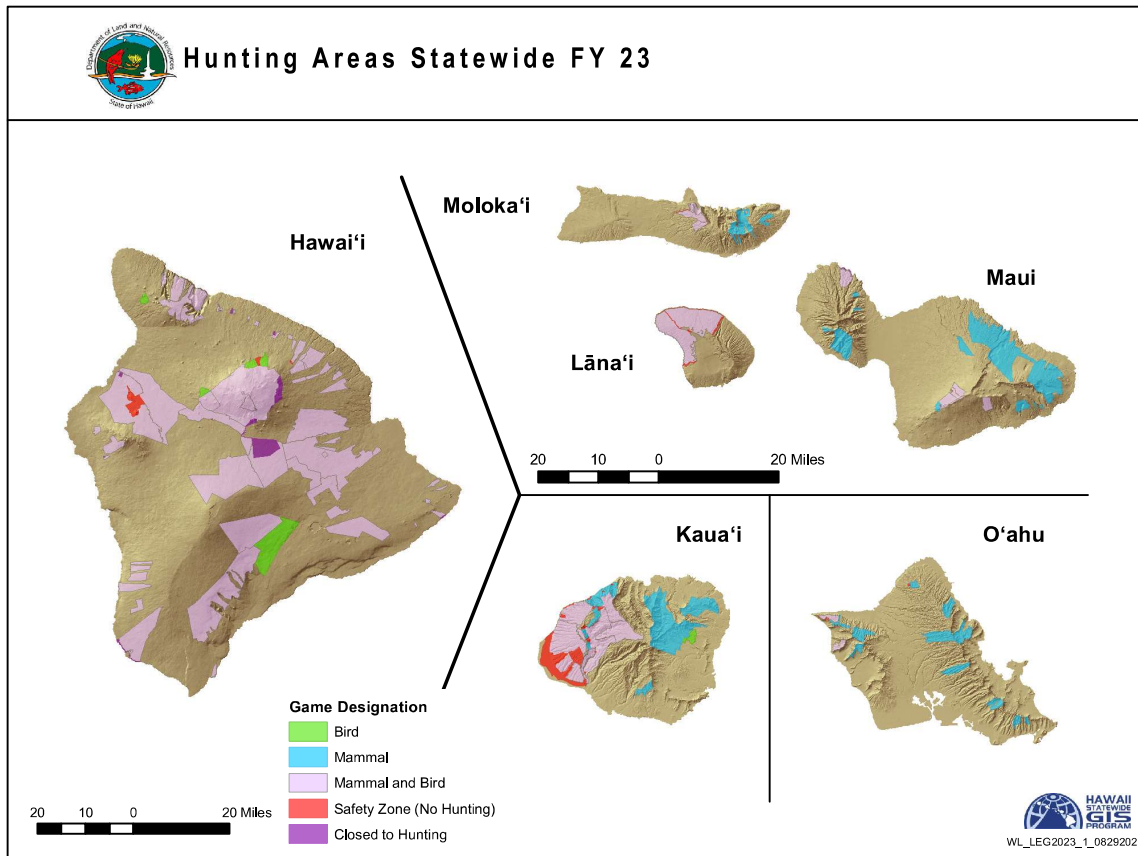 Department of Land and Natural Resources
State of Hawaii
Hunting Areas Statewide FY 23
Hawai‘i
Moloka‘i
Lāna‘i
Maui
20 10 0 20 Miles
Kaua‘i
O‘ahu
Game Designation
Bird
Mammal
Mammal and Bird
Safety Zone (No Hunting)
Closed to Hunting
20 10 0 20 Miles
HAWAII
STATEWIDE
GIS
PROGRAM
WL_LEG2023_1_0829202